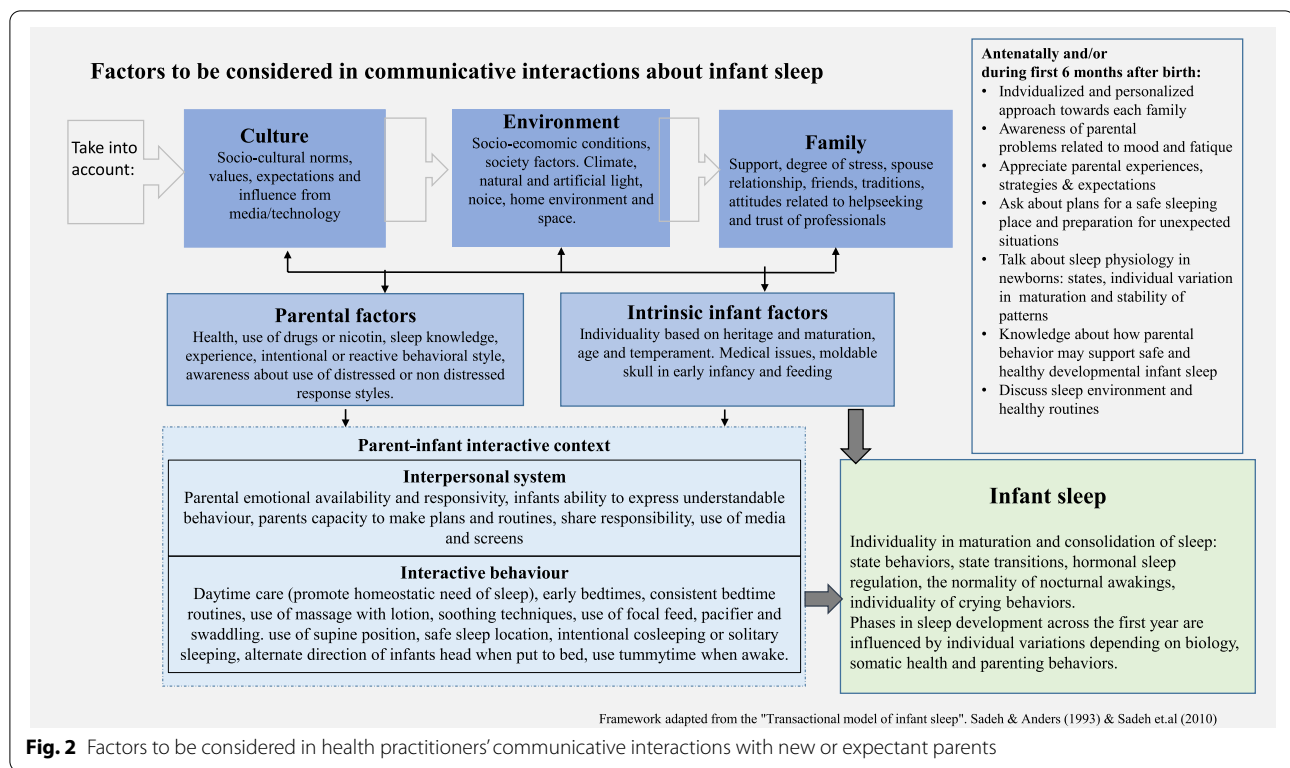 Factors to be considered in communicative interactions about infant sleep
Take into
account:
Culture
Socio-cultural norms,
values, expectations and
influence from
media/technology
Environment
Socio-ecomomic conditions,
society factors. Climate,
natural and artificial light,
noice, home environment and
space.
Family
Support, degree of stress, spouse
relationship, friends, traditions,
attitudes related to helpseeking
and trust of professionals
Antenatally and/or
during first 6 months after birth:
• Indvidualized and personalized
approach towards each family
• Awareness of parental
problems related to mood and fatique
• Appreciate parental experiences,
strategies & expectations
• Ask about plans for a safe sleeping
place and preparation for unexpected
situations
• Talk about sleep physiology in
newborns: states, individual variation
in maturation and stability of
patterns
• Knowledge about how parental
behavior may support safe and
healthy developmental infant sleep
• Discuss sleep environment and
healthy routines
Parental factors
Health, use of drugs or nicotin, sleep knowledge,
experience, intentional or reactive behavioral style,
awareness about use of distressed or non distressed
response styles.
Intrinsic infant factors
Individuality based on heritage and maturation,
age and temperament. Medical issues, moldable
skull in early infancy and feeding
Parent-infant interactive context
Interpersonal system
Parental emotional availability and responsivity, infants ability to express understandable
behaviour, parents capacity to make plans and routines, share responsibility, use of media
and screens
Interactive behaviour
Daytime care (promote homeostatic need of sleep), early bedtimes, consistent bedtime
routines, use of massage with lotion, soothing techniques, use of focal feed, pacifier and
swaddling. use of supine position, safe sleep location, intentional cosleeping or solitary
sleeping, alternate direction of infants head when put to bed, use tummytime when awake.
Infant sleep
Individuality in maturation and consolidation of sleep:
state behaviors, state transitions, hormonal sleep
regulation, the normality of nocturnal awakings,
individuality of crying behaviors.
Phases in sleep development across the first year are
influenced by individual variations depending on biology,
somatic health and parenting behaviors.
Framework adapted from the "Transactional model of infant sleep". Sadeh & Anders (1993) & Sadeh et.al (2010)
Fig. 2 Factors to be considered in health practitioners' communicative interactions with new or expectant parents